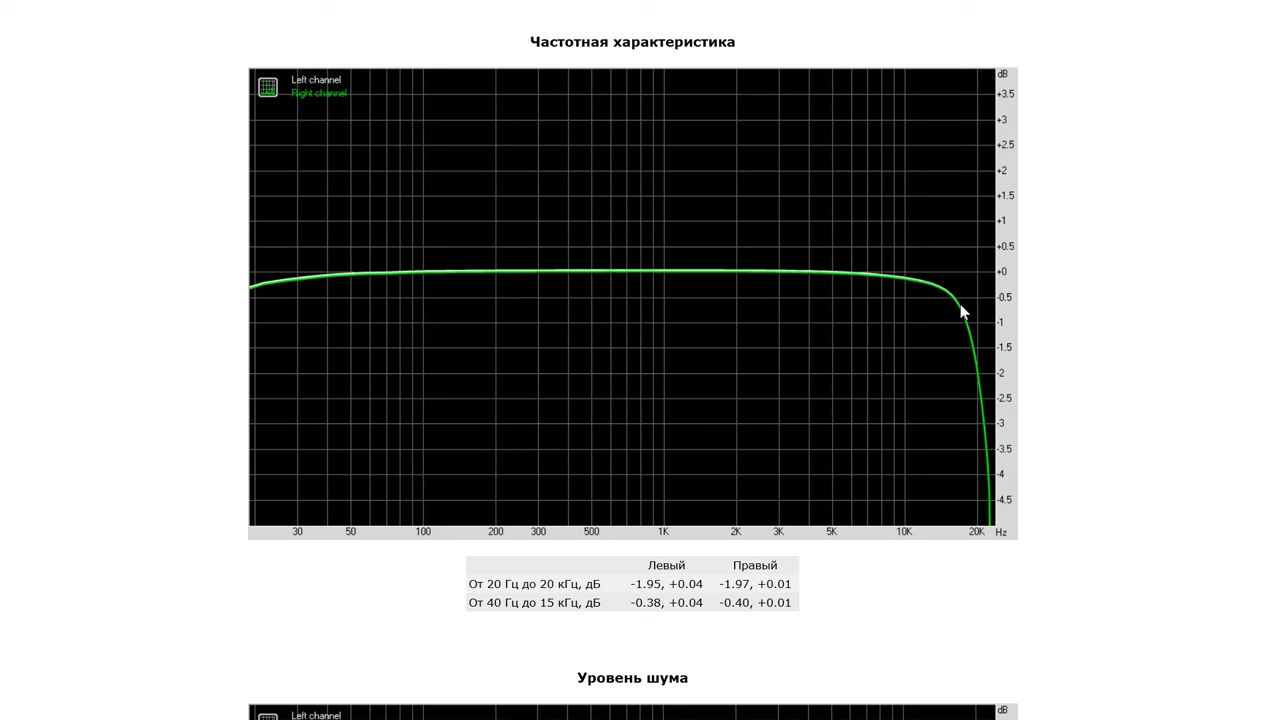 Частотная характеристика
Left channel
Right channel
dB
+3.5
+3
+2.5
+2
+1.5
+1
+0.5
+0
-0.5
-1
-1.5
-2
-2.5
-3
-3.5
-4
-4.5
30 50 100 200 300 500 1K 2K 3K 5K 10K 20K Hz
Левый Правый
От 20 Гц до 20 кГц, дБ -1.95, +0.04 -1.97, +0.01
От 40 Гц до 15 кГц, дБ -0.38, +0.04 -0.40, +0.01
Уровень шума
Left channel
dB